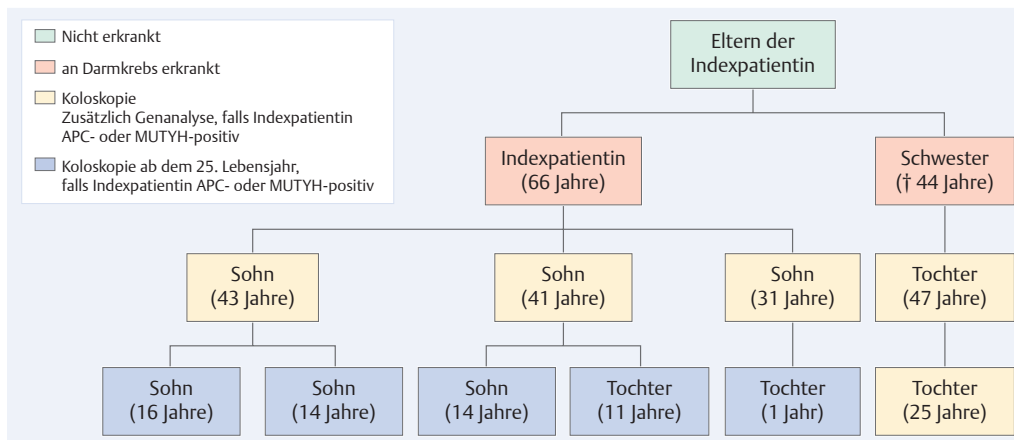 Nicht erkrankt
an Darmkrebs erkrankt
Koloskopie
Zusätzlich Genanalyse, falls Indexpatientin
APC- oder MUTYH-positiv
Koloskopie ab dem 25. Lebensjahr,
falls Indexpatientin APC- oder MUTYH-positiv
Eltern der
Indexpatientin
Indexpatientin
(66 Jahre)
Schwester
(† 44 Jahre)
Sohn
(43 Jahre)
Sohn
(41 Jahre)
Sohn
(31 Jahre)
Tochter
(47 Jahre)
Sohn
(16 Jahre)
Sohn
(14 Jahre)
Sohn
(14 Jahre)
Tochter
(11 Jahre)
Tochter
(1 Jahr)
Tochter
(25 Jahre)